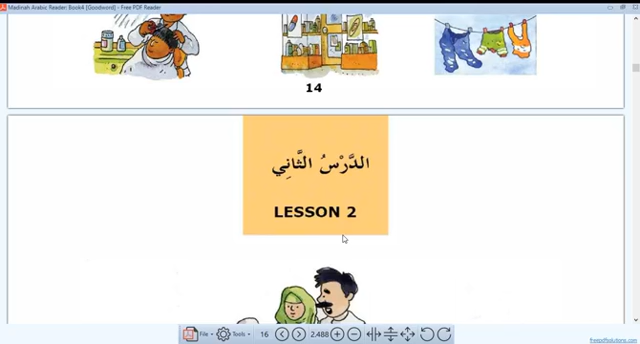 Madinah Arabic Reader: Book4 [Goodword] - Free PDF Reader
14
الدَّرْسُ الثَّانِي
LESSON 2
File
Tools
16
2.488
freepdfsolutions.com